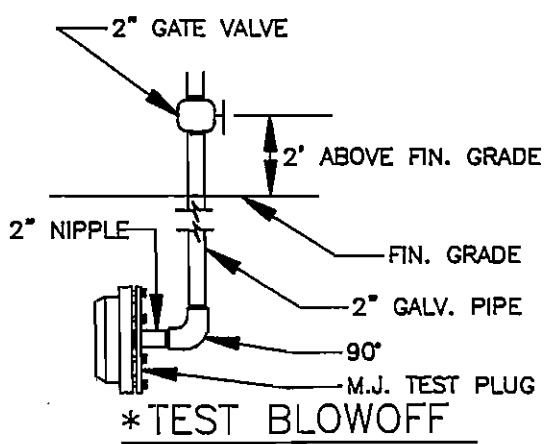 2" GATE VALVE
2' ABOVE FIN. GRADE
2" NIPPLE
FIN. GRADE
2" GALV. PIPE
90°
M.J. TEST PLUG
*TEST BLOWOFF